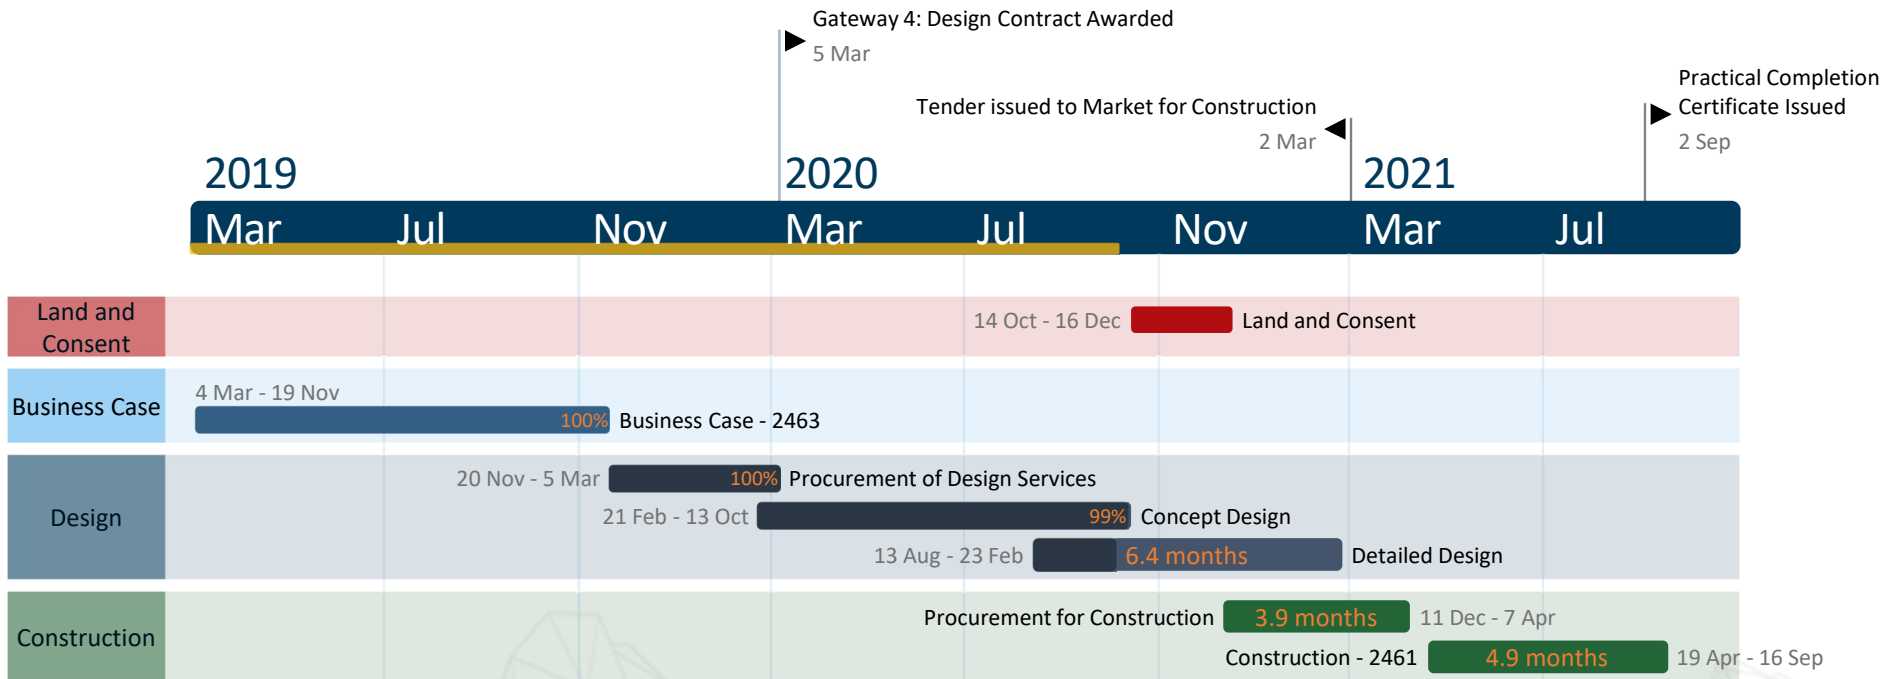 Gateway 4: Design Contract Awarded
5 Mar
Practical Completion
Certificate Issued
2 Sep
Tender issued to Market for Construction
2 Mar
2019 2020 2021
Mar Jul Nov Mar Jul Nov Mar Jul
Land and
Consent
14 Oct - 16 Dec Land and Consent
Business Case
4 Mar - 19 Nov
100% Business Case - 2463
Design
20 Nov - 5 Mar 100% Procurement of Design Services
21 Feb - 13 Oct 99% Concept Design
13 Aug - 23 Feb 6.4 months Detailed Design
Construction
Procurement for Construction 3.9 months 11 Dec - 7 Apr
Construction - 2461 4.9 months 19 Apr - 16 Sep